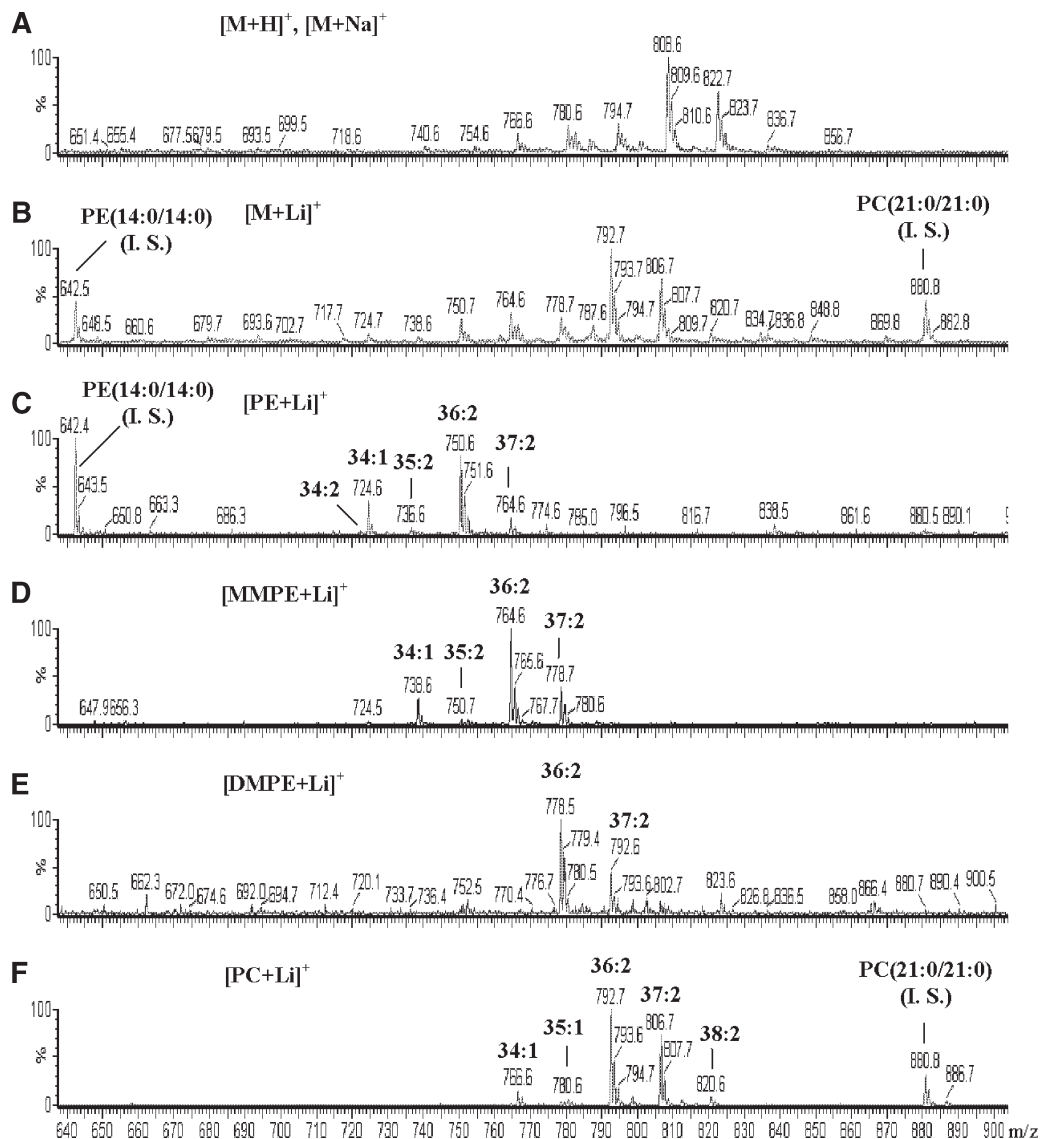 A
[M+H]⁺, [M+Na]⁺
808.6
100
809.6 822.7
%
651.4 655.4 677.5 679.5 693.5 699.5 718.6 740.6 754.6 766.6 780.6 794.7 810.6 823.7 836.7 856.7
0
B
PE(14:0/14:0)
(I. S.)
[M+Li]⁺
PC(21:0/21:0)
(I. S.)
100
792.7
642.5 793.7 806.7 880.8
%
648.5 660.6 679.7 693.6 702.7 717.7 724.7 738.6 750.7 764.6 778.7 787.6 794.7 807.7 809.7 820.7 834.7 836.8 848.8 869.8 882.8
0
C
PE(14:0/14:0)
(I. S.)
[PE+Li]⁺
36:2
642.4
100
750.6
37:2
34:1 35:2
34:2
%
643.5 650.8 663.3 686.3 724.6 736.6 751.6 764.6 774.6 785.0 796.5 816.7 838.5 861.6 880.5 890.1
0
D
[MMPE+Li]⁺
36:2
100
764.6
37:2
34:1 35:2
%
647.9 656.3 724.5 738.6 750.7 765.6 767.7 778.7 780.6
0
E
[DMPE+Li]⁺
36:2
100
778.5
37:2
%
650.5 662.3 672.0 674.6 692.0 694.7 712.4 720.1 733.7 736.4 752.5 770.4 776.7 779.4 780.5 792.6 793.6 802.7 823.6 826.8 836.5 858.0 866.4 880.7 890.4 900.5
0
F
[PC+Li]⁺
36:2
PC(21:0/21:0)
(I. S.)
100
792.7
37:2
806.7
34:1 35:1 38:2
%
766.6 780.6 793.6 794.7 807.7 820.6 880.8 886.7
0
640 650 660 670 680 690 700 710 720 730 740 750 760 770 780 790 800 810 820 830 840 850 860 870 880 890 900 m/z